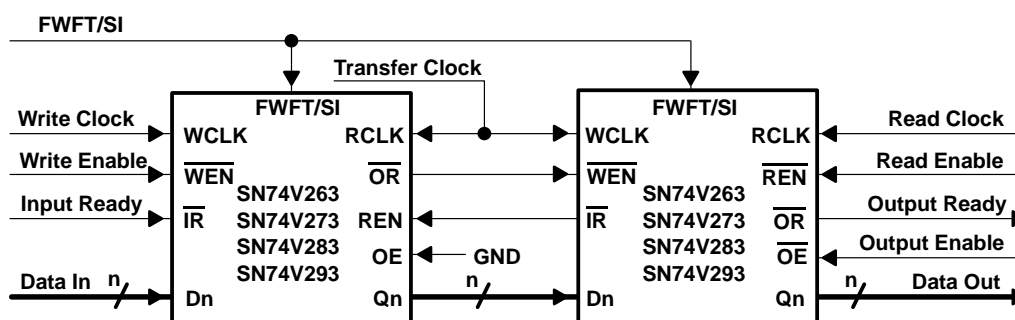 FWFT/SI
Transfer Clock
FWFT/SI
FWFT/SI
Write Clock
WCLK
RCLK
WCLK
RCLK
Read Clock
Write Enable
WEN
OR
WEN
REN
Read Enable
SN74V263
SN74V263
Input Ready
IR
SN74V273
REN
IR
SN74V273
OR
Output Ready
SN74V283
OE
GND
SN74V283
OE
Output Enable
SN74V293
SN74V293
Data In
n
Dn
Qn
n
Dn
Qn
n
Data Out